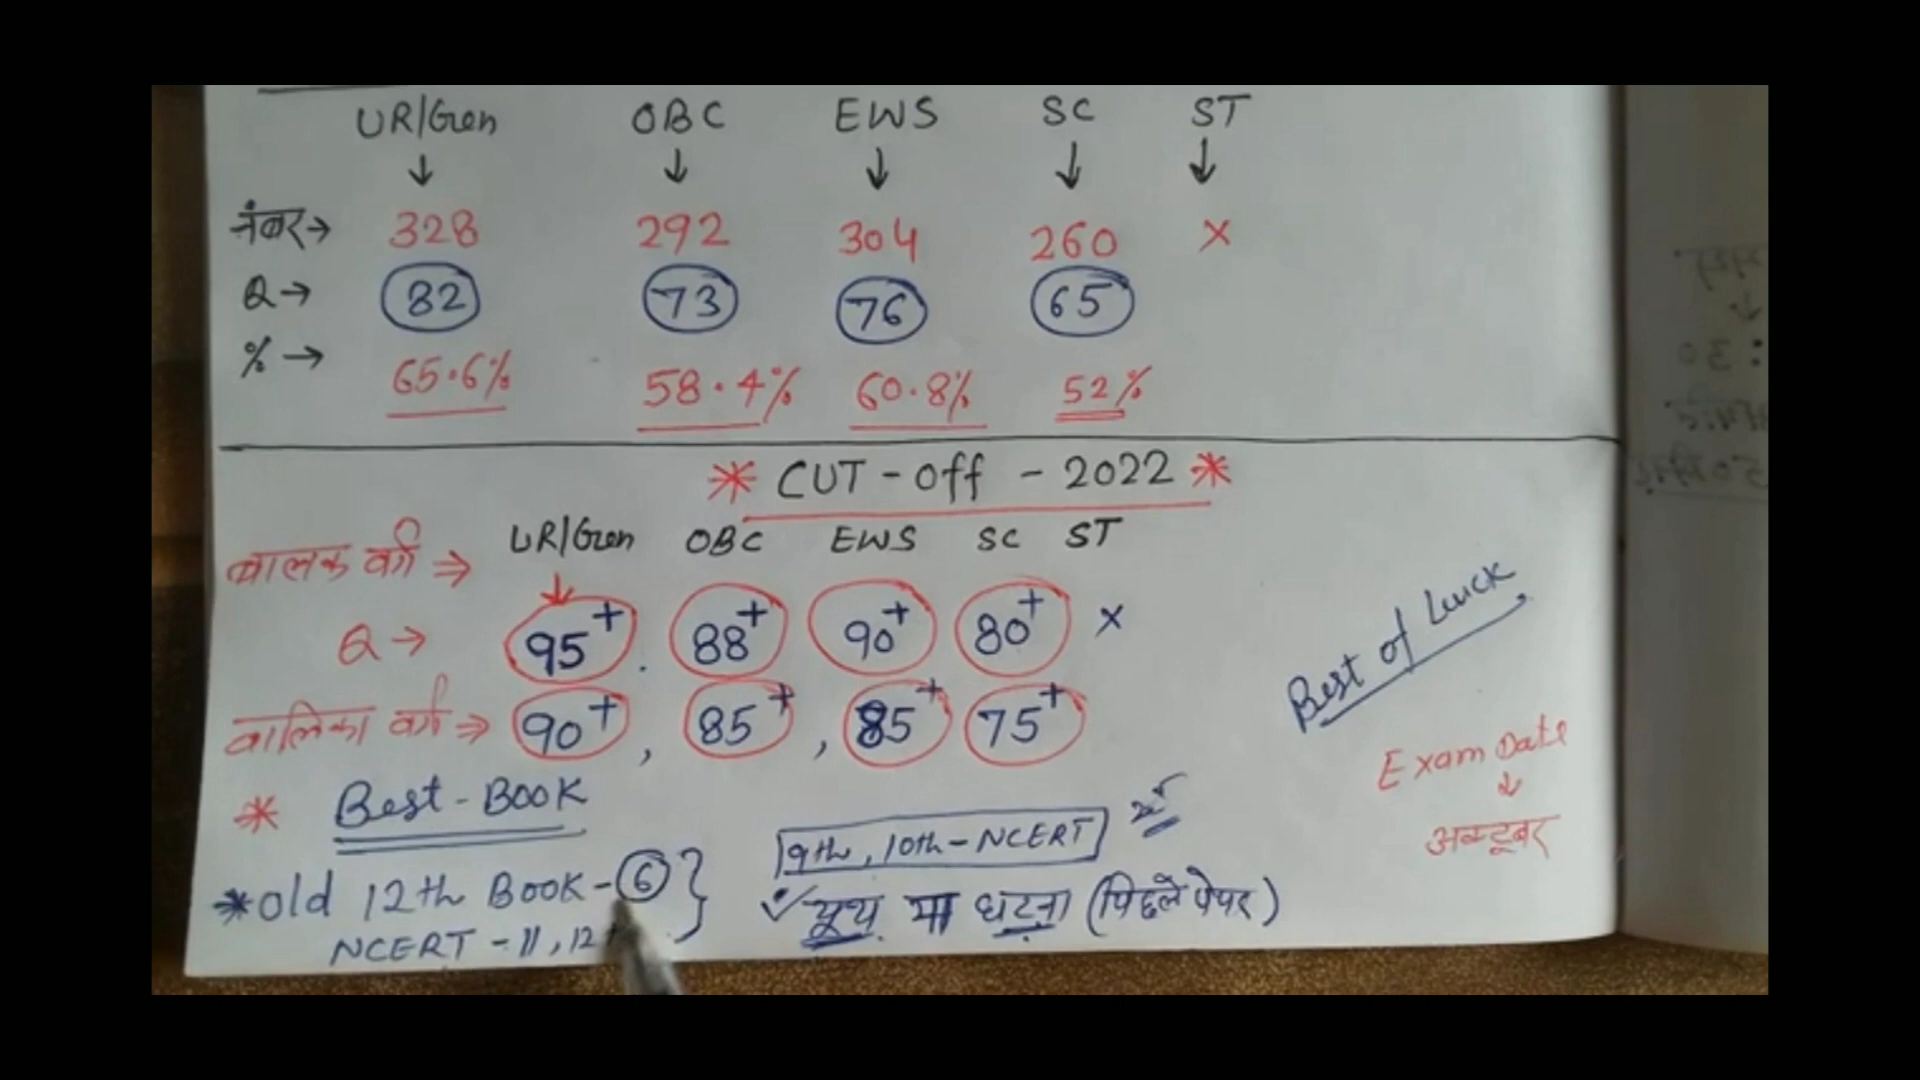 UR/Gen OBC EWS SC ST
↓ ↓ ↓ ↓ ↓
नंबर→ 328 292 304 260 ×
Q→ 82 73 76 65
%→ 65.6% 58.4% 60.8% 52%
* CUT-off - 2022 *
बालक वर्ग ⇒ UR/Gen OBC EWS SC ST
Q→ 95+ . 88+ 90+ 80+ ×
बालिका वर्ग ⇒ 90+ , 85+ , 85+ 75+
Best of Luck
Exam Date
↓
अक्टूबर
* Best-BOOK
*old 12th BOOK-6 }
NCERT - 11, 12
9th, 10th-NCERT
✓ यूथ या घटना (पिछले पेपर)